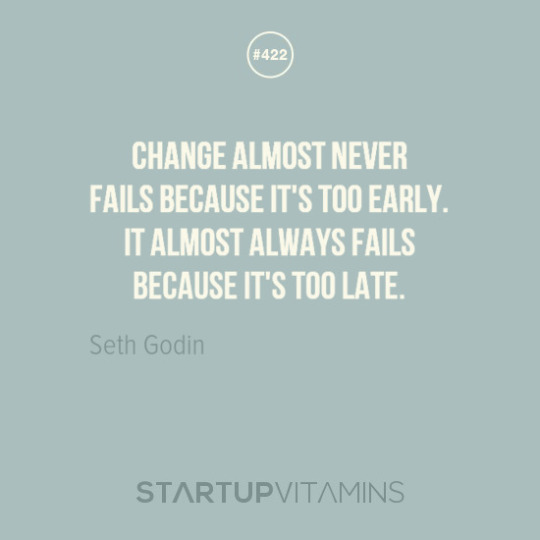 #422
CHANGE ALMOST NEVER
FAILS BECAUSE IT'S TOO EARLY.
IT ALMOST ALWAYS FAILS
BECAUSE IT'S TOO LATE.
Seth Godin
STARTUPVITAMINS